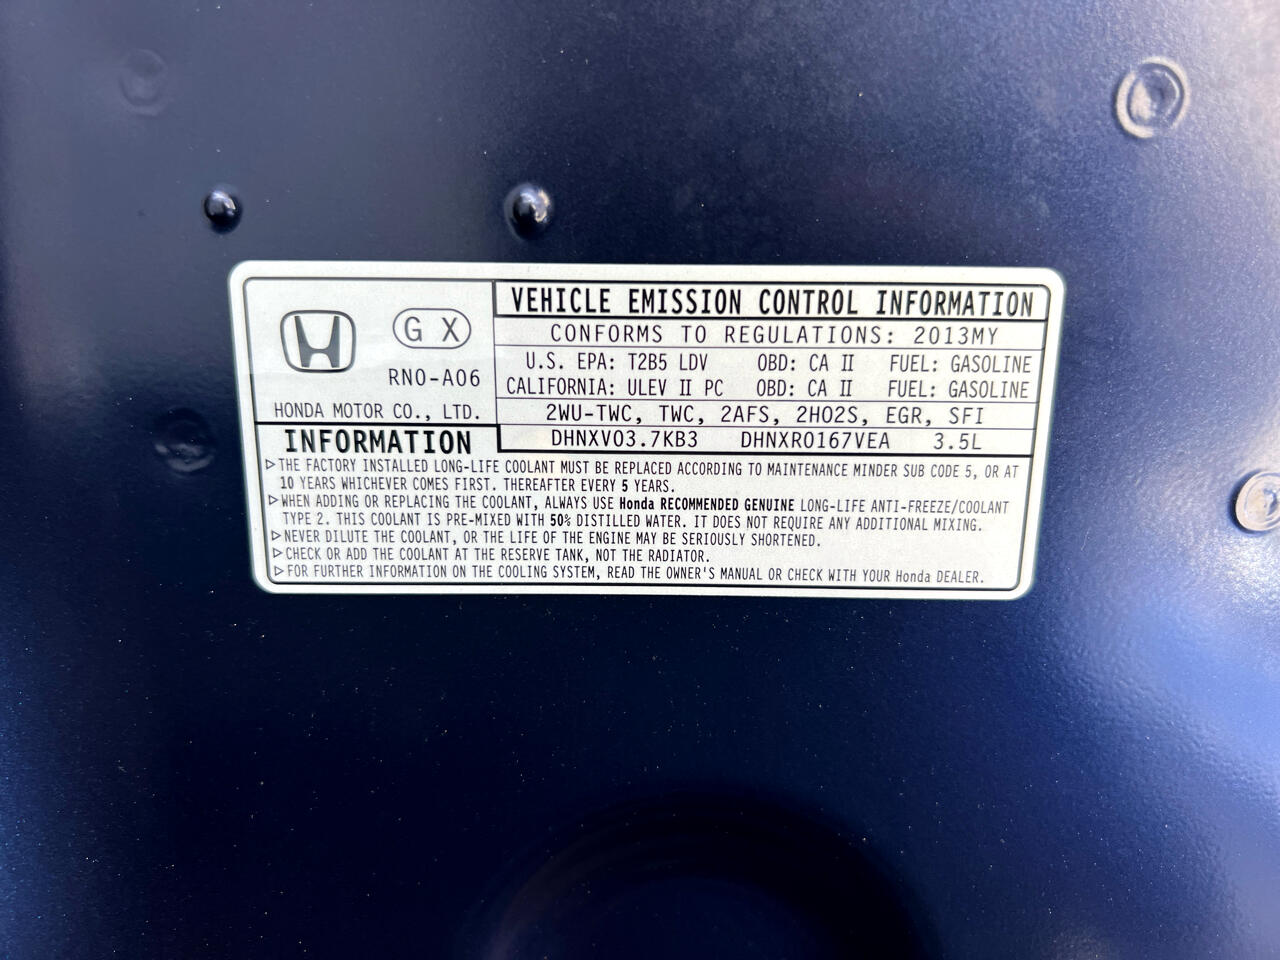 G X
RN0-A06
HONDA MOTOR CO., LTD.
VEHICLE EMISSION CONTROL INFORMATION
CONFORMS TO REGULATIONS: 2013MY
U.S. EPA: T2B5 LDV OBD: CA II FUEL: GASOLINE
CALIFORNIA: ULEV II PC OBD: CA II FUEL: GASOLINE
2WU-TWC, TWC, 2AFS, 2HO2S, EGR, SFI
DHNXV03.7KB3 DHNXR0167VEA 3.5L
INFORMATION
▷THE FACTORY INSTALLED LONG-LIFE COOLANT MUST BE REPLACED ACCORDING TO MAINTENANCE MINDER SUB CODE 5, OR AT
10 YEARS WHICHEVER COMES FIRST. THEREAFTER EVERY 5 YEARS.
▷WHEN ADDING OR REPLACING THE COOLANT, ALWAYS USE Honda RECOMMENDED GENUINE LONG-LIFE ANTI-FREEZE/COOLANT
TYPE 2. THIS COOLANT IS PRE-MIXED WITH 50% DISTILLED WATER. IT DOES NOT REQUIRE ANY ADDITIONAL MIXING.
▷NEVER DILUTE THE COOLANT, OR THE LIFE OF THE ENGINE MAY BE SERIOUSLY SHORTENED.
▷CHECK OR ADD THE COOLANT AT THE RESERVE TANK, NOT THE RADIATOR.
▷FOR FURTHER INFORMATION ON THE COOLING SYSTEM, READ THE OWNER'S MANUAL OR CHECK WITH YOUR Honda DEALER.